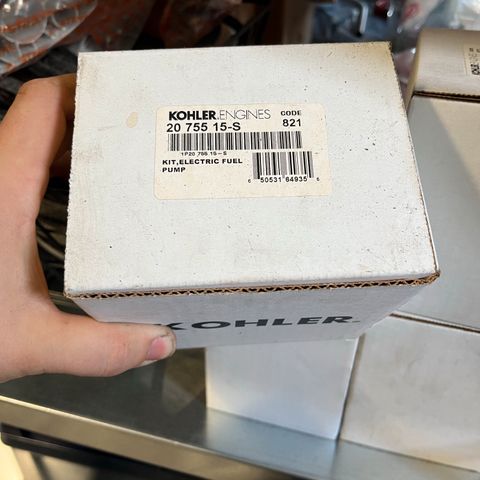 KOHLER.ENGINES CODE
20 755 15-S 821
1P20 755 15-S
KIT,ELECTRIC FUEL
PUMP
6 50531 64935 6
KOHLER.